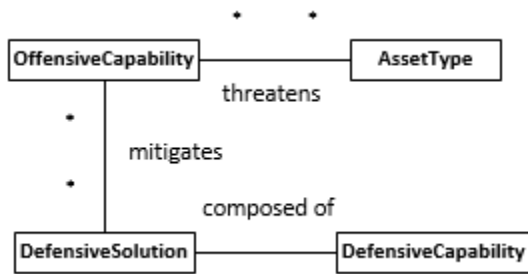 * *
OffensiveCapability
AssetType
threatens
*
mitigates
*
composed of
DefensiveSolution
DefensiveCapability